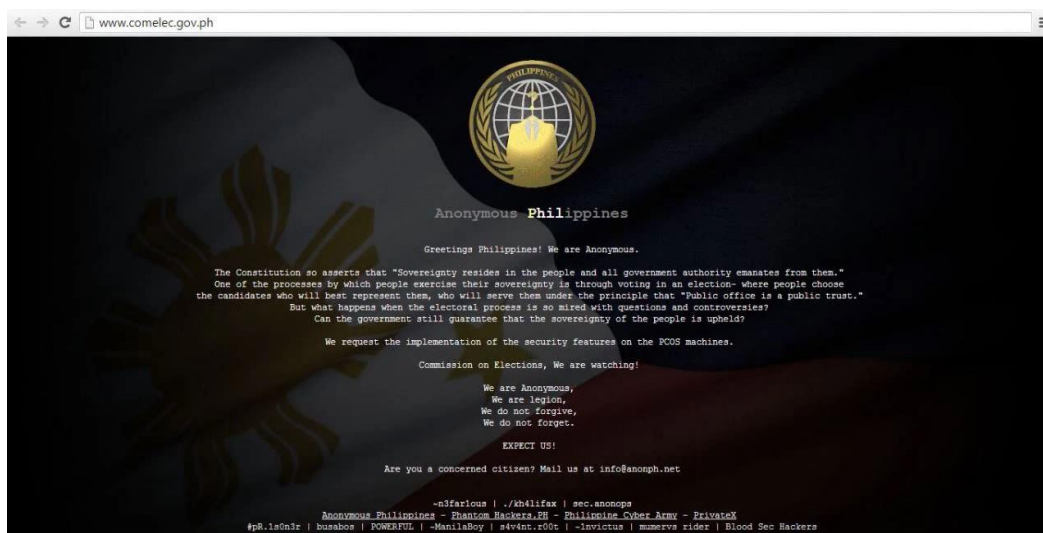 www.comelec.gov.ph
PHILIPPINES
Anonymous Philippines
Greetings Philippines! We are Anonymous.
The Constitution so asserts that "Sovereignty resides in the people and all government authority emanates from them."
One of the processes by which people exercise their sovereignty is through voting in an election- where people choose
the candidates who will best represent them, who will serve them under the principle that "Public office is a public trust."
But what happens when the electoral process is so mired with questions and controversies?
Can the government still guarantee that the sovereignty of the people is upheld?
We request the implementation of the security features on the PCOS machines.
Commission on Elections, We are watching!
We are Anonymous,
We are legion,
We do not forgive,
We do not forget.
EXPECT US!
Are you a concerned citizen? Mail us at info@anonph.net
~n3far1ous | ./kh4lifax | sec.anonops
Anonymous Philippines - Phantom Hackers.PH - Philippine Cyber Army - PrivateX
#pR.1s0n3r | busabos | POWERFUL | ~ManilaBoy | s4v4nt.r00t | ~1nvictus | mumervs rider | Blood Sec Hackers